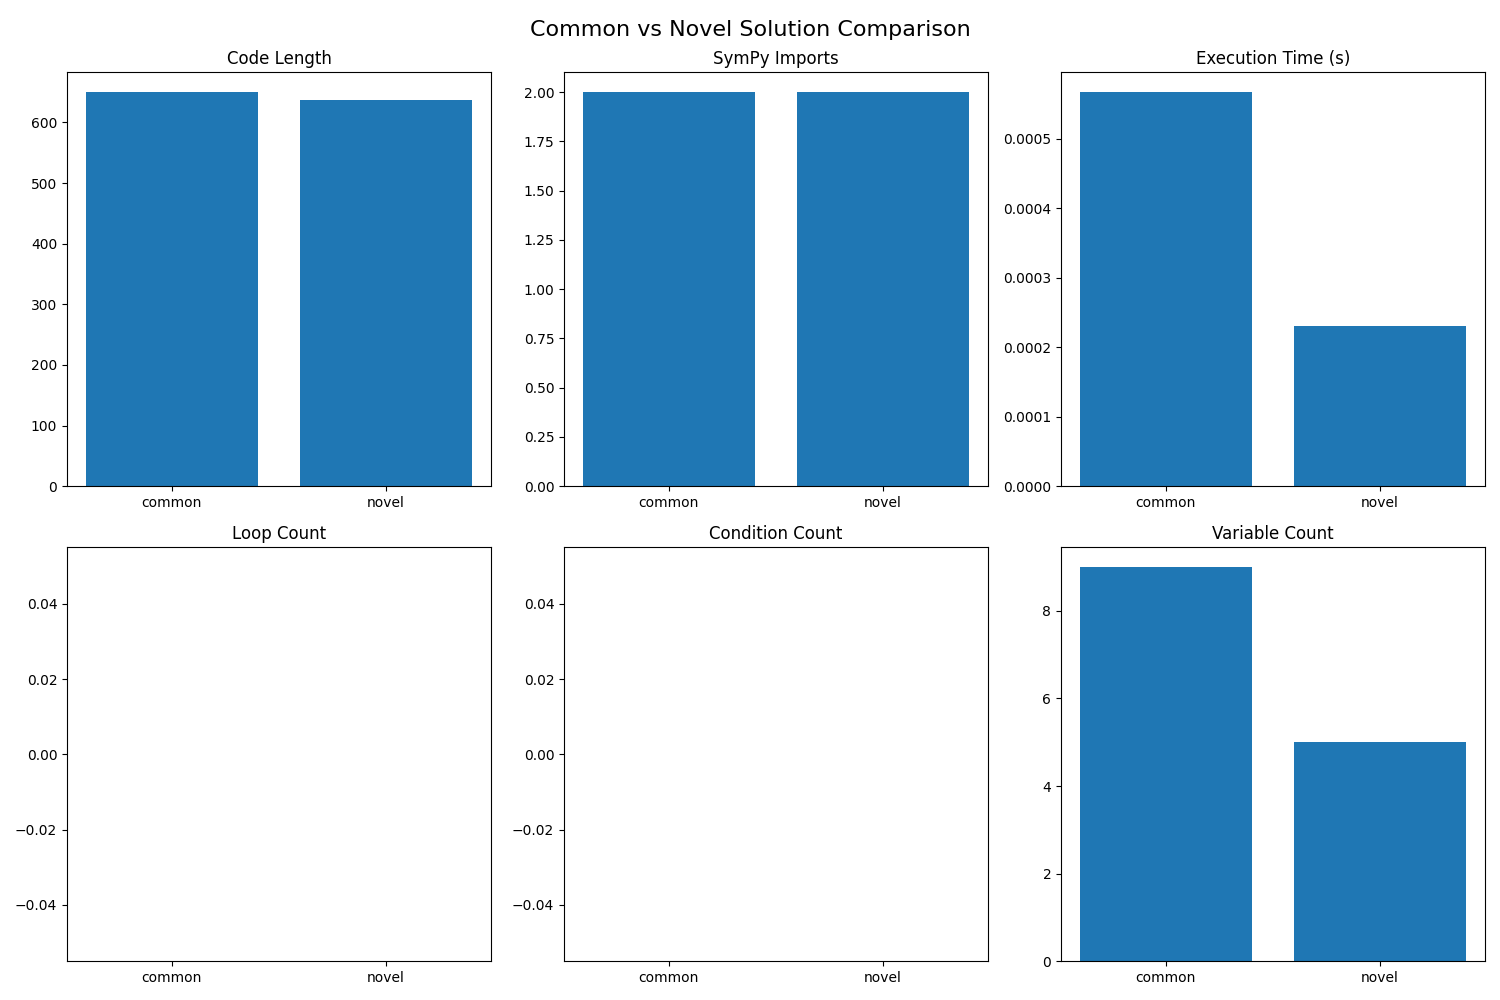 Common vs Novel Solution Comparison
Code Length
600
500
400
300
200
100
0
common novel
SymPy Imports
2.00
1.75
1.50
1.25
1.00
0.75
0.50
0.25
0.00
common novel
Execution Time (s)
0.0005
0.0004
0.0003
0.0002
0.0001
0.0000
common novel
Loop Count
0.04
0.02
0.00
−0.02
−0.04
common novel
Condition Count
0.04
0.02
0.00
−0.02
−0.04
common novel
Variable Count
8
6
4
2
0
common novel